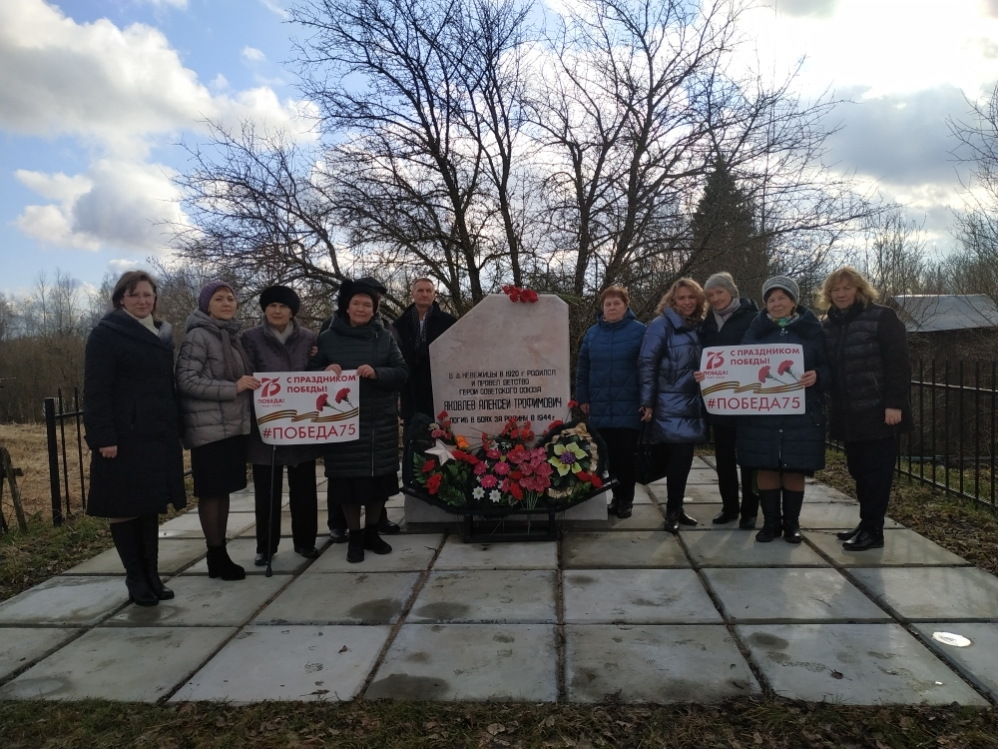 В Д. НЕЛЕЖИЦЫ В 1920 Г РОДИЛСЯ
И ПРОВЕЛ ДЕТСТВО
ГЕРОЙ СОВЕТСКОГО СОЮЗА
ЯКОВЛЕВ АЛЕКСЕЙ ТРОФИМОВИЧ
ПОГИБ В БОЯХ ЗА РОДИНУ В 1944 г
75
ПОБЕДА!
С ПРАЗДНИКОМ
ПОБЕДЫ!
#ПОБЕДА75
75
ПОБЕДА!
С ПРАЗДНИКОМ
ПОБЕДЫ!
#ПОБЕДА75